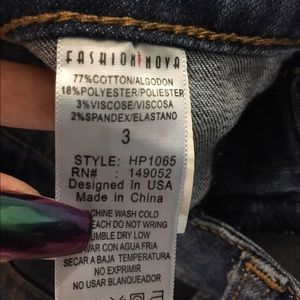 FASHION NOVA
77%COTTON/ALGODON
18%POLYESTER/POLIESTER
3%VISCOSE/VISCOSA
2%SPANDEX/ELASTANO
3
STYLE: HP1065
RN# : 149052
Designed in USA
Made in China
MACHINE WASH COLD
BLEACH DO NOT WRING
TUMBLE DRY LOW
LAVAR CON AGUA FRIA
SECAR A BAJA TEMPERATURA
NO EXPRIMIR
NO USAR BLANQUEADOR